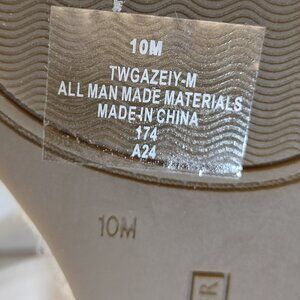 10M
TWGAZEIY-M
ALL MAN MADE MATERIALS
MADE IN CHINA
174
A24
10M
R